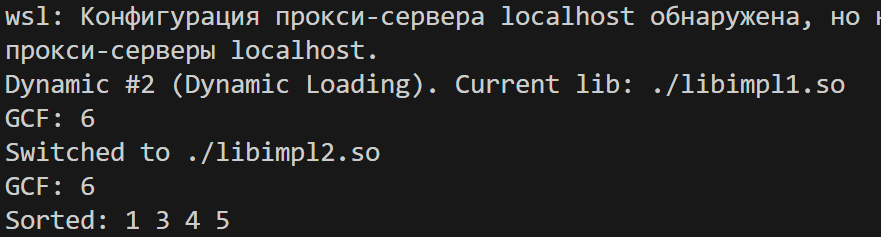 wsl: Конфигурация прокси-сервера localhost обнаружена, но
прокси-серверы localhost.
Dynamic #2 (Dynamic Loading). Current lib: ./libimpl1.so
GCF: 6
Switched to ./libimpl2.so
GCF: 6
Sorted: 1 3 4 5